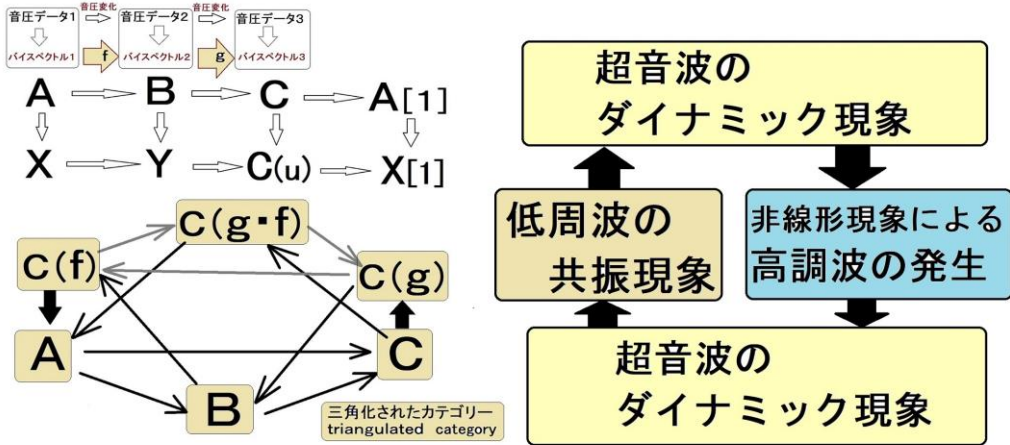 音圧データ1 音圧変化 音圧データ2 音圧変化 音圧データ3
バイスペクトル1 f バイスペクトル2 g バイスペクトル3
A B C A[1]
X Y C(u) X[1]
C(g▪f)
C(f)
C(g)
A
C
B
三角化されたカテゴリー
triangulated category
超音波の
ダイナミック現象
低周波の
共振現象
非線形現象による
高調波の発生
超音波の
ダイナミック現象